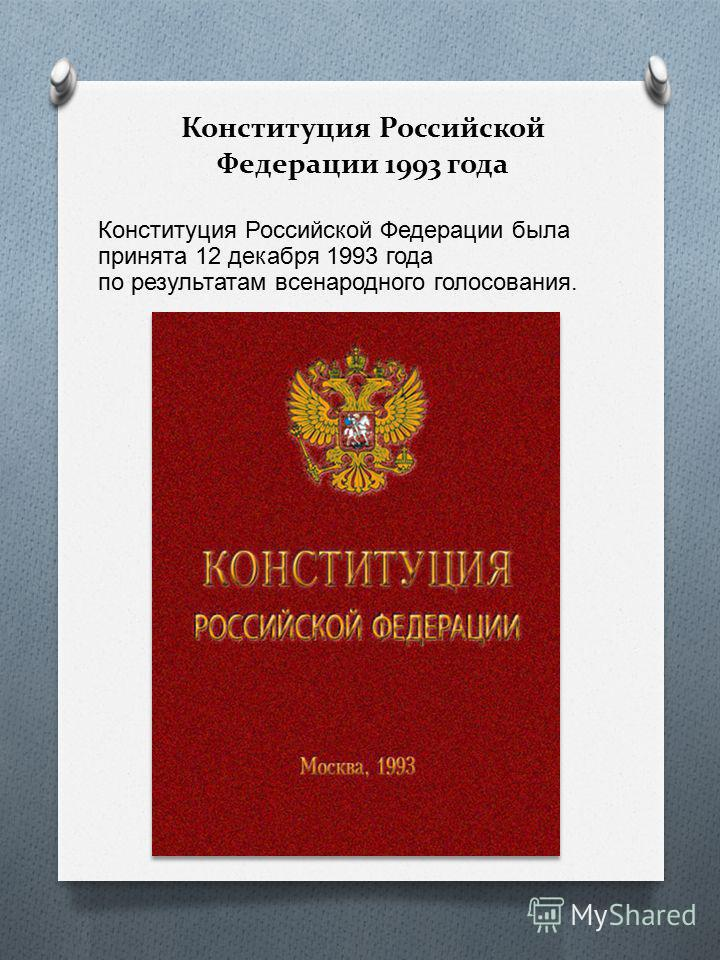 Конституция Российской
Федерации 1993 года
Конституция Российской Федерации была
принята 12 декабря 1993 года
по результатам всенародного голосования.
КОНСТИТУЦИЯ
РОССИЙСКОЙ ФЕДЕРАЦИИ
Москва, 1993
MyShared